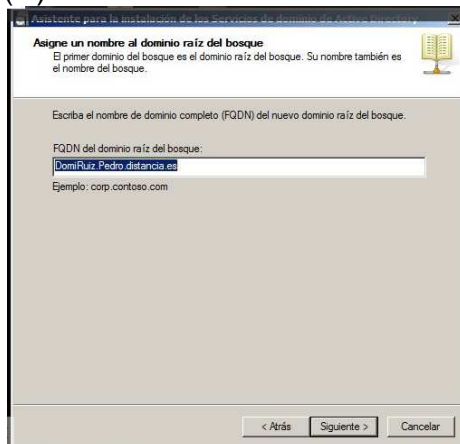 Asistente para la instalación de los Servicios de dominio de Active Directory
Asigne un nombre al dominio raíz del bosque
El primer dominio del bosque es el dominio raíz del bosque. Su nombre también es
el nombre del bosque.
Escriba el nombre de dominio completo (FQDN) del nuevo dominio raíz del bosque.
FQDN del dominio raíz del bosque:
DomiRuiz.Pedro.distancia.es
Ejemplo: corp.contoso.com
< Atrás Siguiente > Cancelar